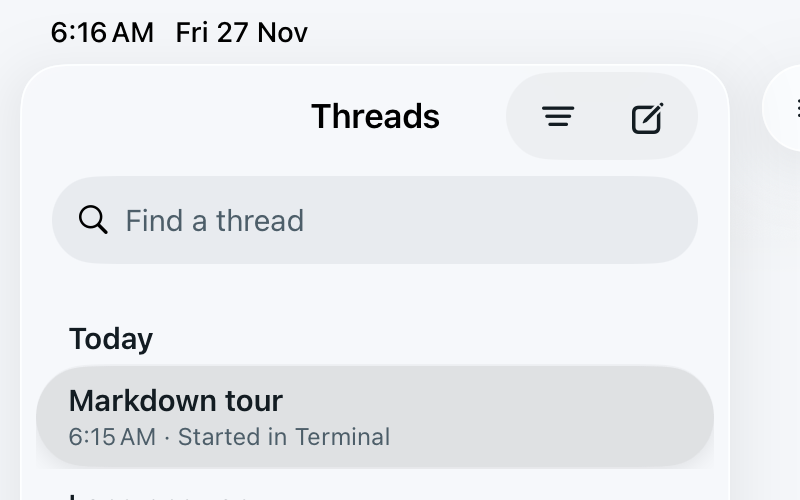 6:16 AM Fri 27 Nov
Threads
Find a thread
Today
Markdown tour
6:15 AM · Started in Terminal